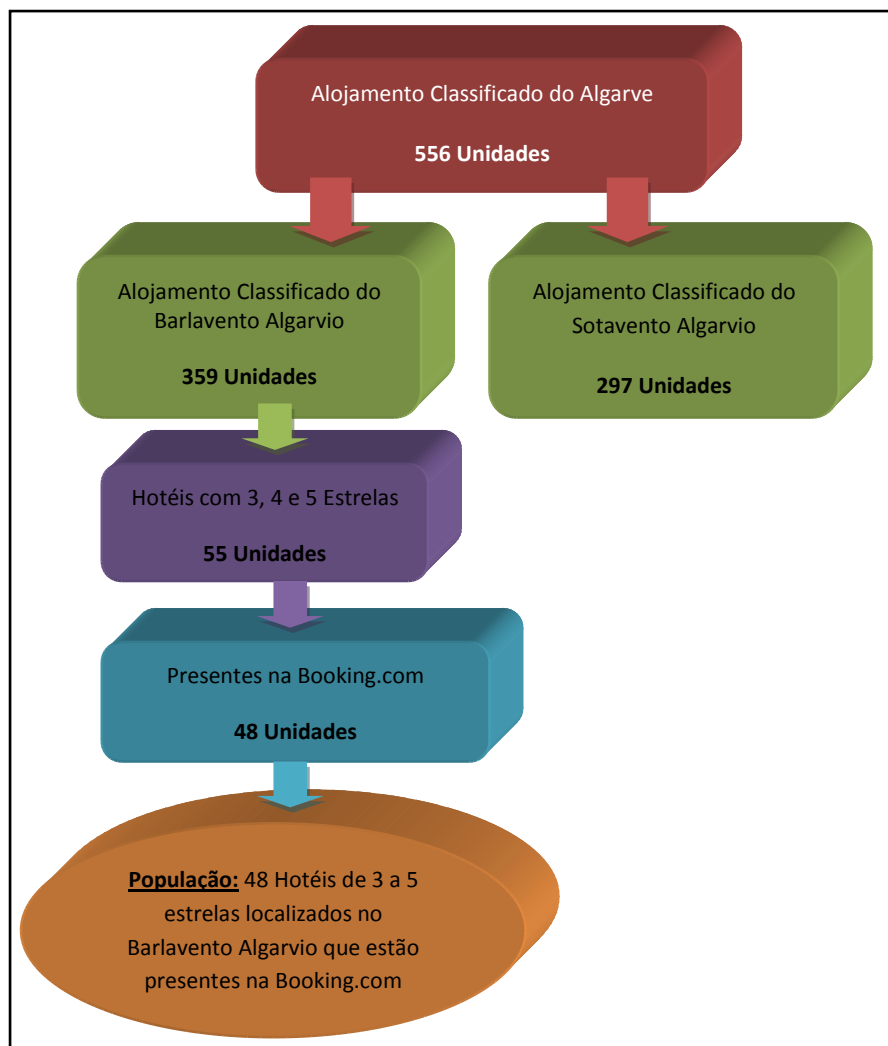 Alojamento Classificado do Algarve
556 Unidades
Alojamento Classificado do
Barlavento Algarvio
359 Unidades
Alojamento Classificado do
Sotavento Algarvio
297 Unidades
Hotéis com 3, 4 e 5 Estrelas
55 Unidades
Presentes na Booking.com
48 Unidades
População: 48 Hotéis de 3 a 5
estrelas localizados no
Barlavento Algarvio que estão
presentes na Booking.com